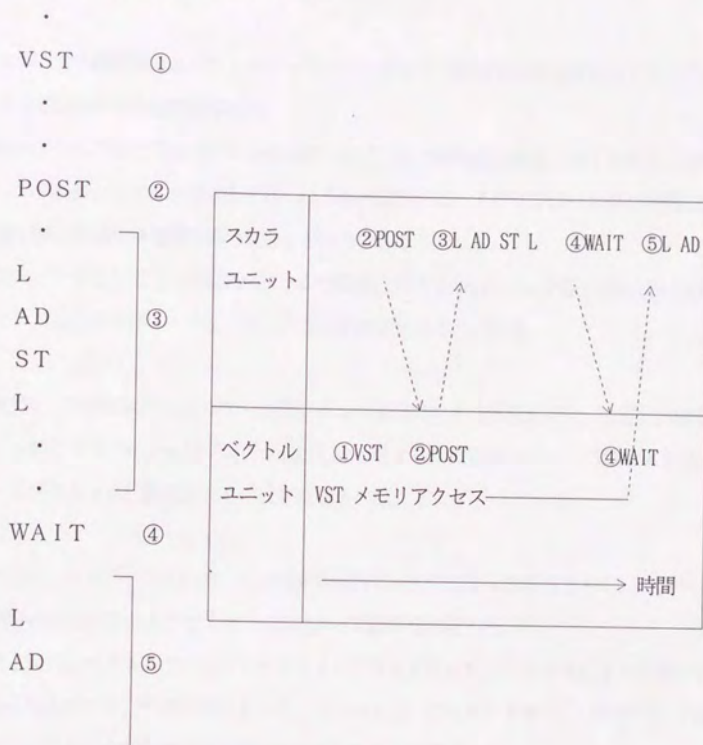 ・
VST ①
・
・
POST ②
・
L
AD ③
ST
L
・
・
WAIT ④
L
AD ⑤
スカラ ②POST ③L AD ST L ④WAIT ⑤L AD
ユニット
ベクトル ①VST ②POST ④WAIT
ユニット VST メモリアクセス
時間